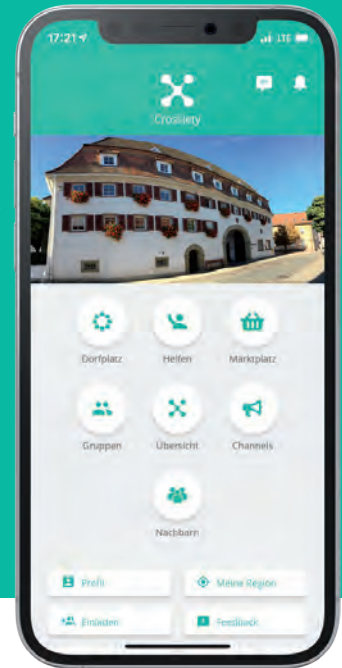 17:21
LTE
Crossiety
Dorfplatz Helfen Marktplatz
Gruppen Übersicht Channels
Nachbarn
Profil Meine Region
Einladen Feedback